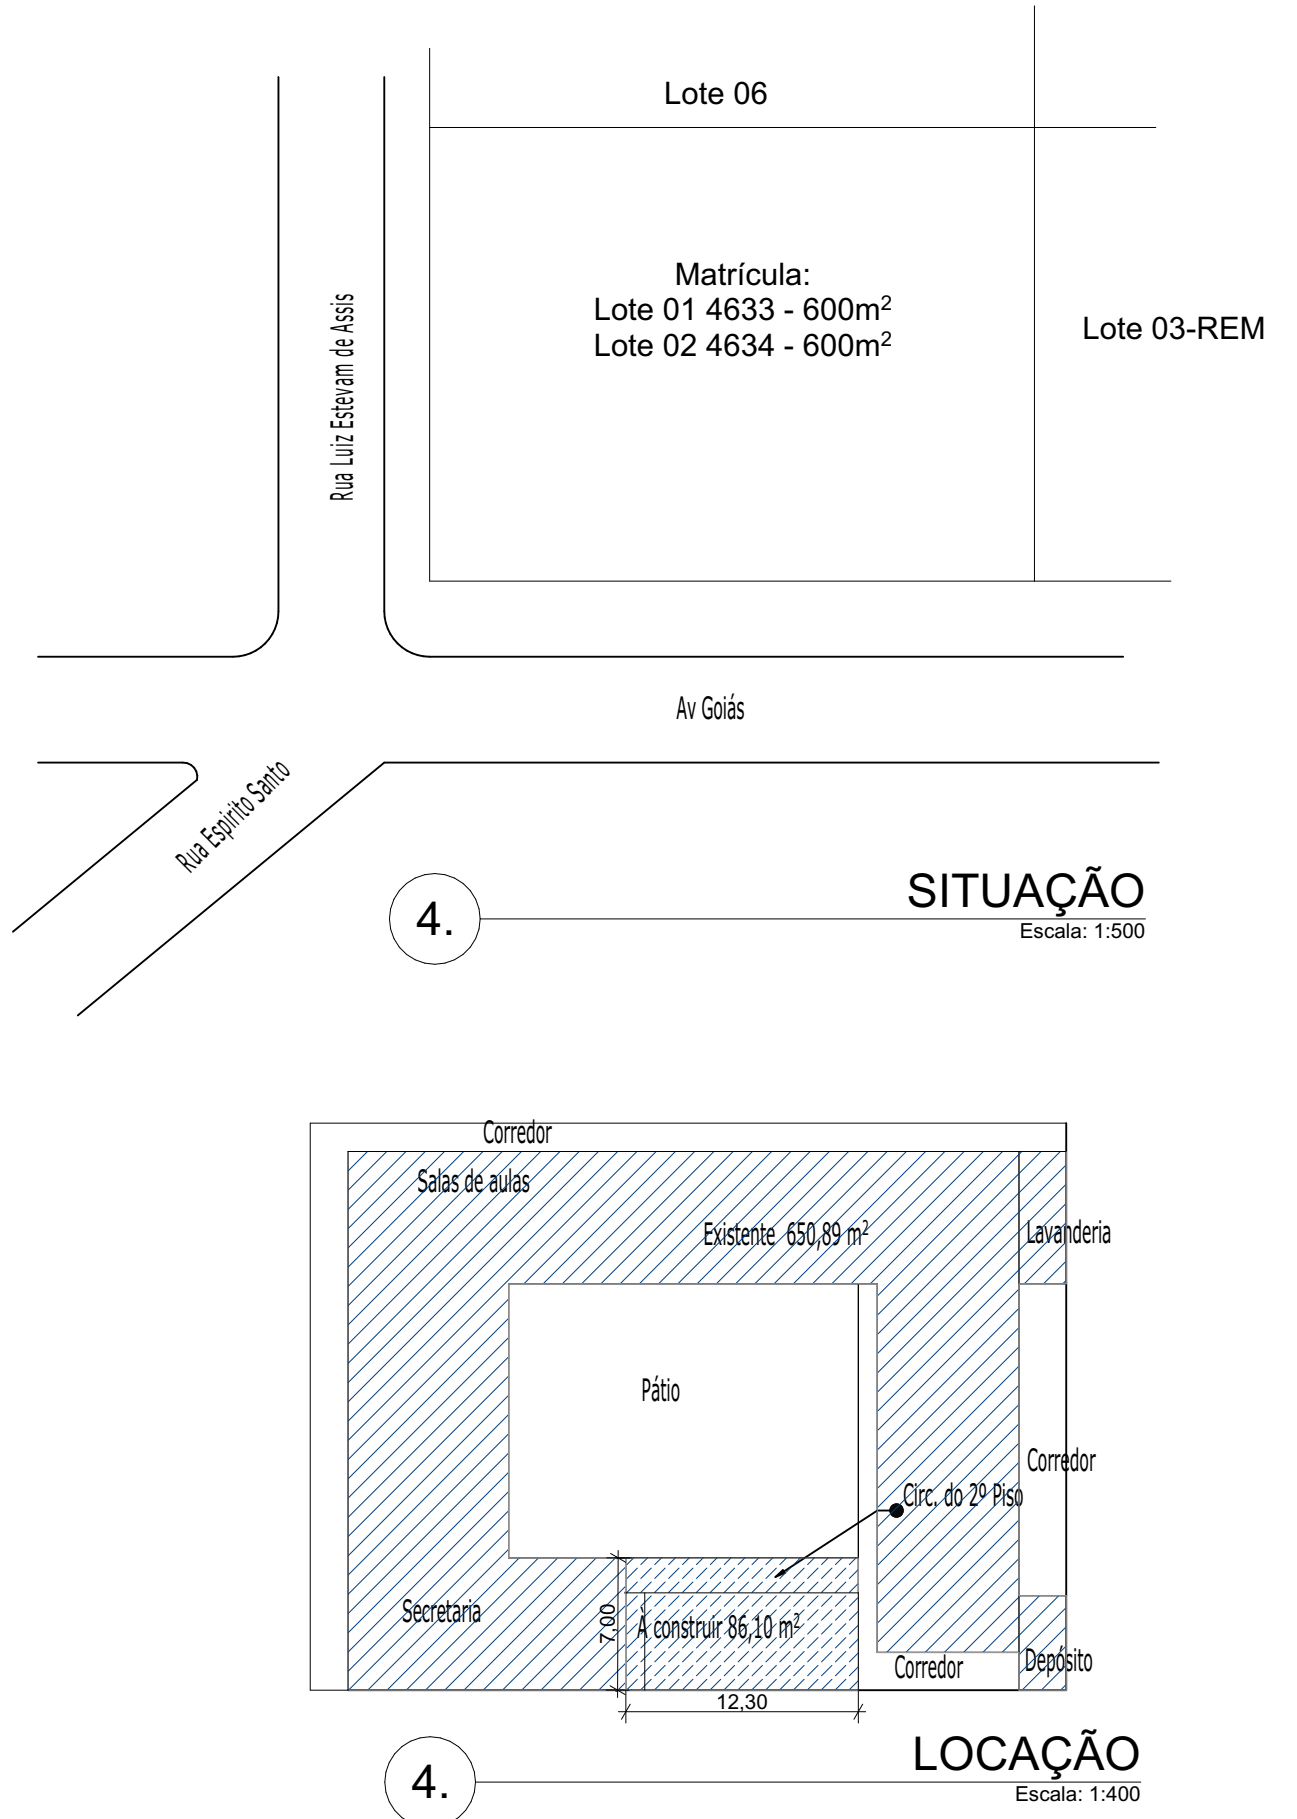 Lote 06
Matrícula:
Lote 01 4633 - 600m²
Lote 02 4634 - 600m²
Lote 03-REM
Rua Luiz Estevam de Assis
Av Goiás
Rua Espirito Santo
4.
SITUAÇÃO
Escala: 1:500
Corredor
Salas de aulas
Existente 650,89 m²
Lavanderia
Pátio
Corredor
Circ. do 2º Piso
Secretaria
7,00
À construir 86,10 m²
Corredor
Depósito
12,30
4.
LOCAÇÃO
Escala: 1:400